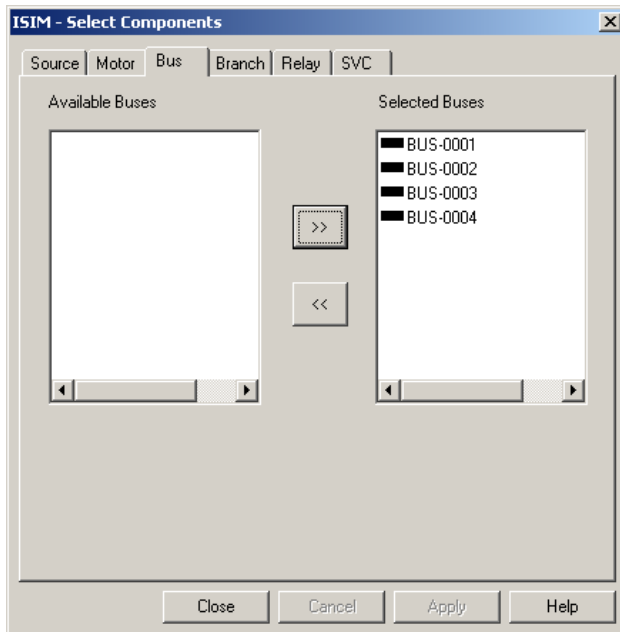 ISIM - Select Components
Source Motor Bus Branch Relay SVC
Available Buses Selected Buses
BUS-0001
BUS-0002
BUS-0003
BUS-0004
>>
<<
Close Cancel Apply Help